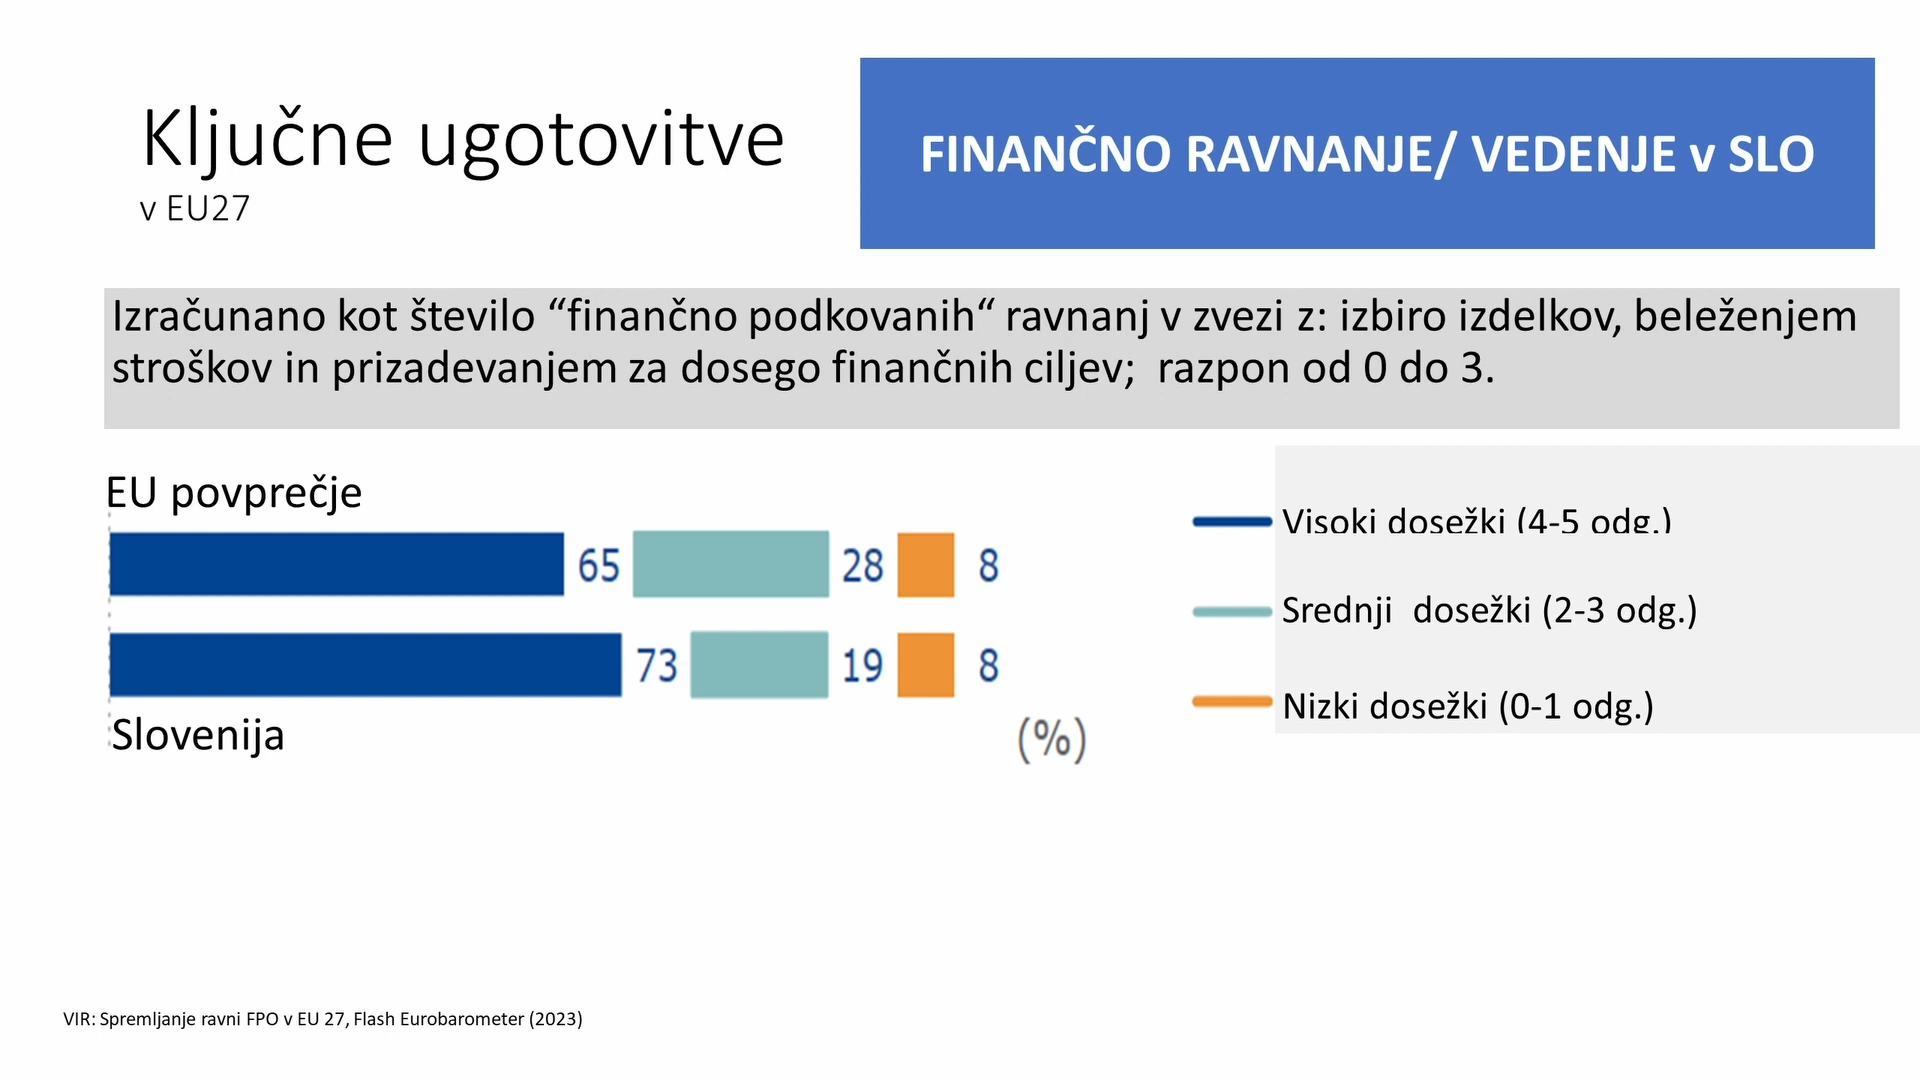 Ključne ugotovitve
v EU27
FINANČNO RAVNANJE/ VEDENJE v SLO
Izračunano kot število “finančno podkovanih“ ravnanj v zvezi z: izbiro izdelkov, beleženjem
stroškov in prizadevanjem za dosego finančnih ciljev;  razpon od 0 do 3.
EU povprečje
65 28 8
73 19 8
Slovenija
(%)
Visoki dosežki (4-5 odg.)
Srednji  dosežki (2-3 odg.)
Nizki dosežki (0-1 odg.)
VIR: Spremljanje ravni FPO v EU 27, Flash Eurobarometer (2023)